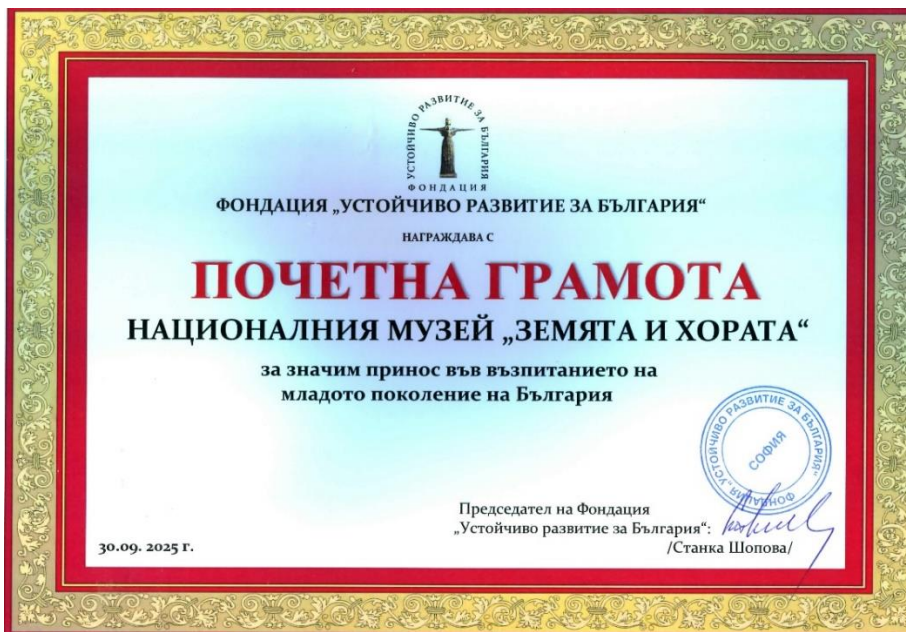 УСТОЙЧИВО РАЗВИТИЕ ЗА БЪЛГАРИЯ
ФОНДАЦИЯ
ФОНДАЦИЯ „УСТОЙЧИВО РАЗВИТИЕ ЗА БЪЛГАРИЯ“
НАГРАЖДАВА С
ПОЧЕТНА ГРАМОТА
НАЦИОНАЛНИЯ МУЗЕЙ „ЗЕМЯТА И ХОРАТА“
за значим принос във възпитанието на
младото поколение на България
ФОНДАЦИЯ „УСТОЙЧИВО РАЗВИТИЕ ЗА БЪЛГАРИЯ“
СОФИЯ
Председател на Фондация
„Устойчиво развитие за България“:
/Станка Шопова/
30.09. 2025 г.